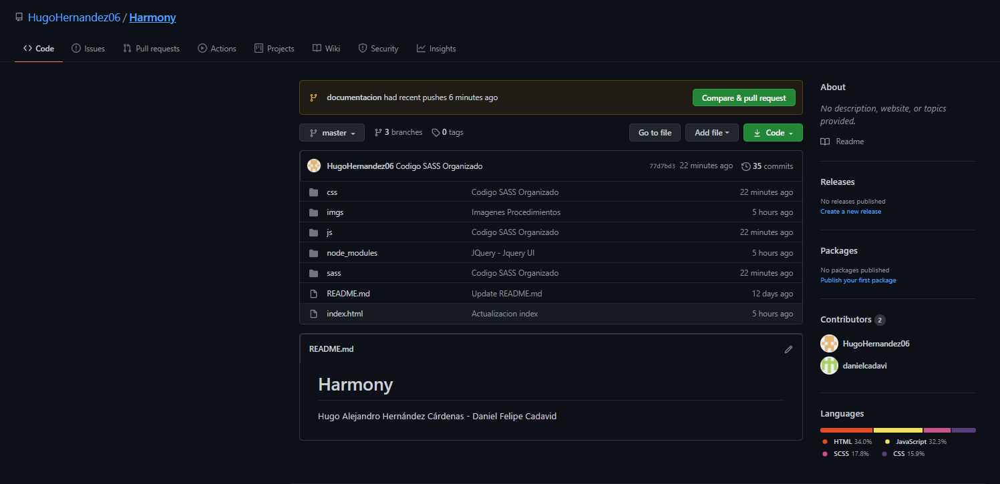 HugoHernandez06 / Harmony
Code Issues Pull requests Actions Projects Wiki Security Insights
documentacion had recent pushes 6 minutes ago Compare & pull request
master 3 branches 0 tags Go to file Add file Code
HugoHernandez06 Codigo SASS Organizado 77d7bd3 22 minutes ago 35 commits
css Codigo SASS Organizado 22 minutes ago
imgs Imagenes Procedimientos 5 hours ago
js Codigo SASS Organizado 22 minutes ago
node_modules JQuery - Jquery UI 5 hours ago
sass Codigo SASS Organizado 22 minutes ago
README.md Update README.md 12 days ago
index.html Actualizacion index 5 hours ago
README.md
Harmony
Hugo Alejandro Hernández Cárdenas - Daniel Felipe Cadavid
About
No description, website, or topics
provided.
Readme
Releases
No releases published
Create a new release
Packages
No packages published
Publish your first package
Contributors 2
HugoHernandez06
danielcadavi
Languages
HTML 34.0% JavaScript 32.3%
SCSS 17.8% CSS 15.9%